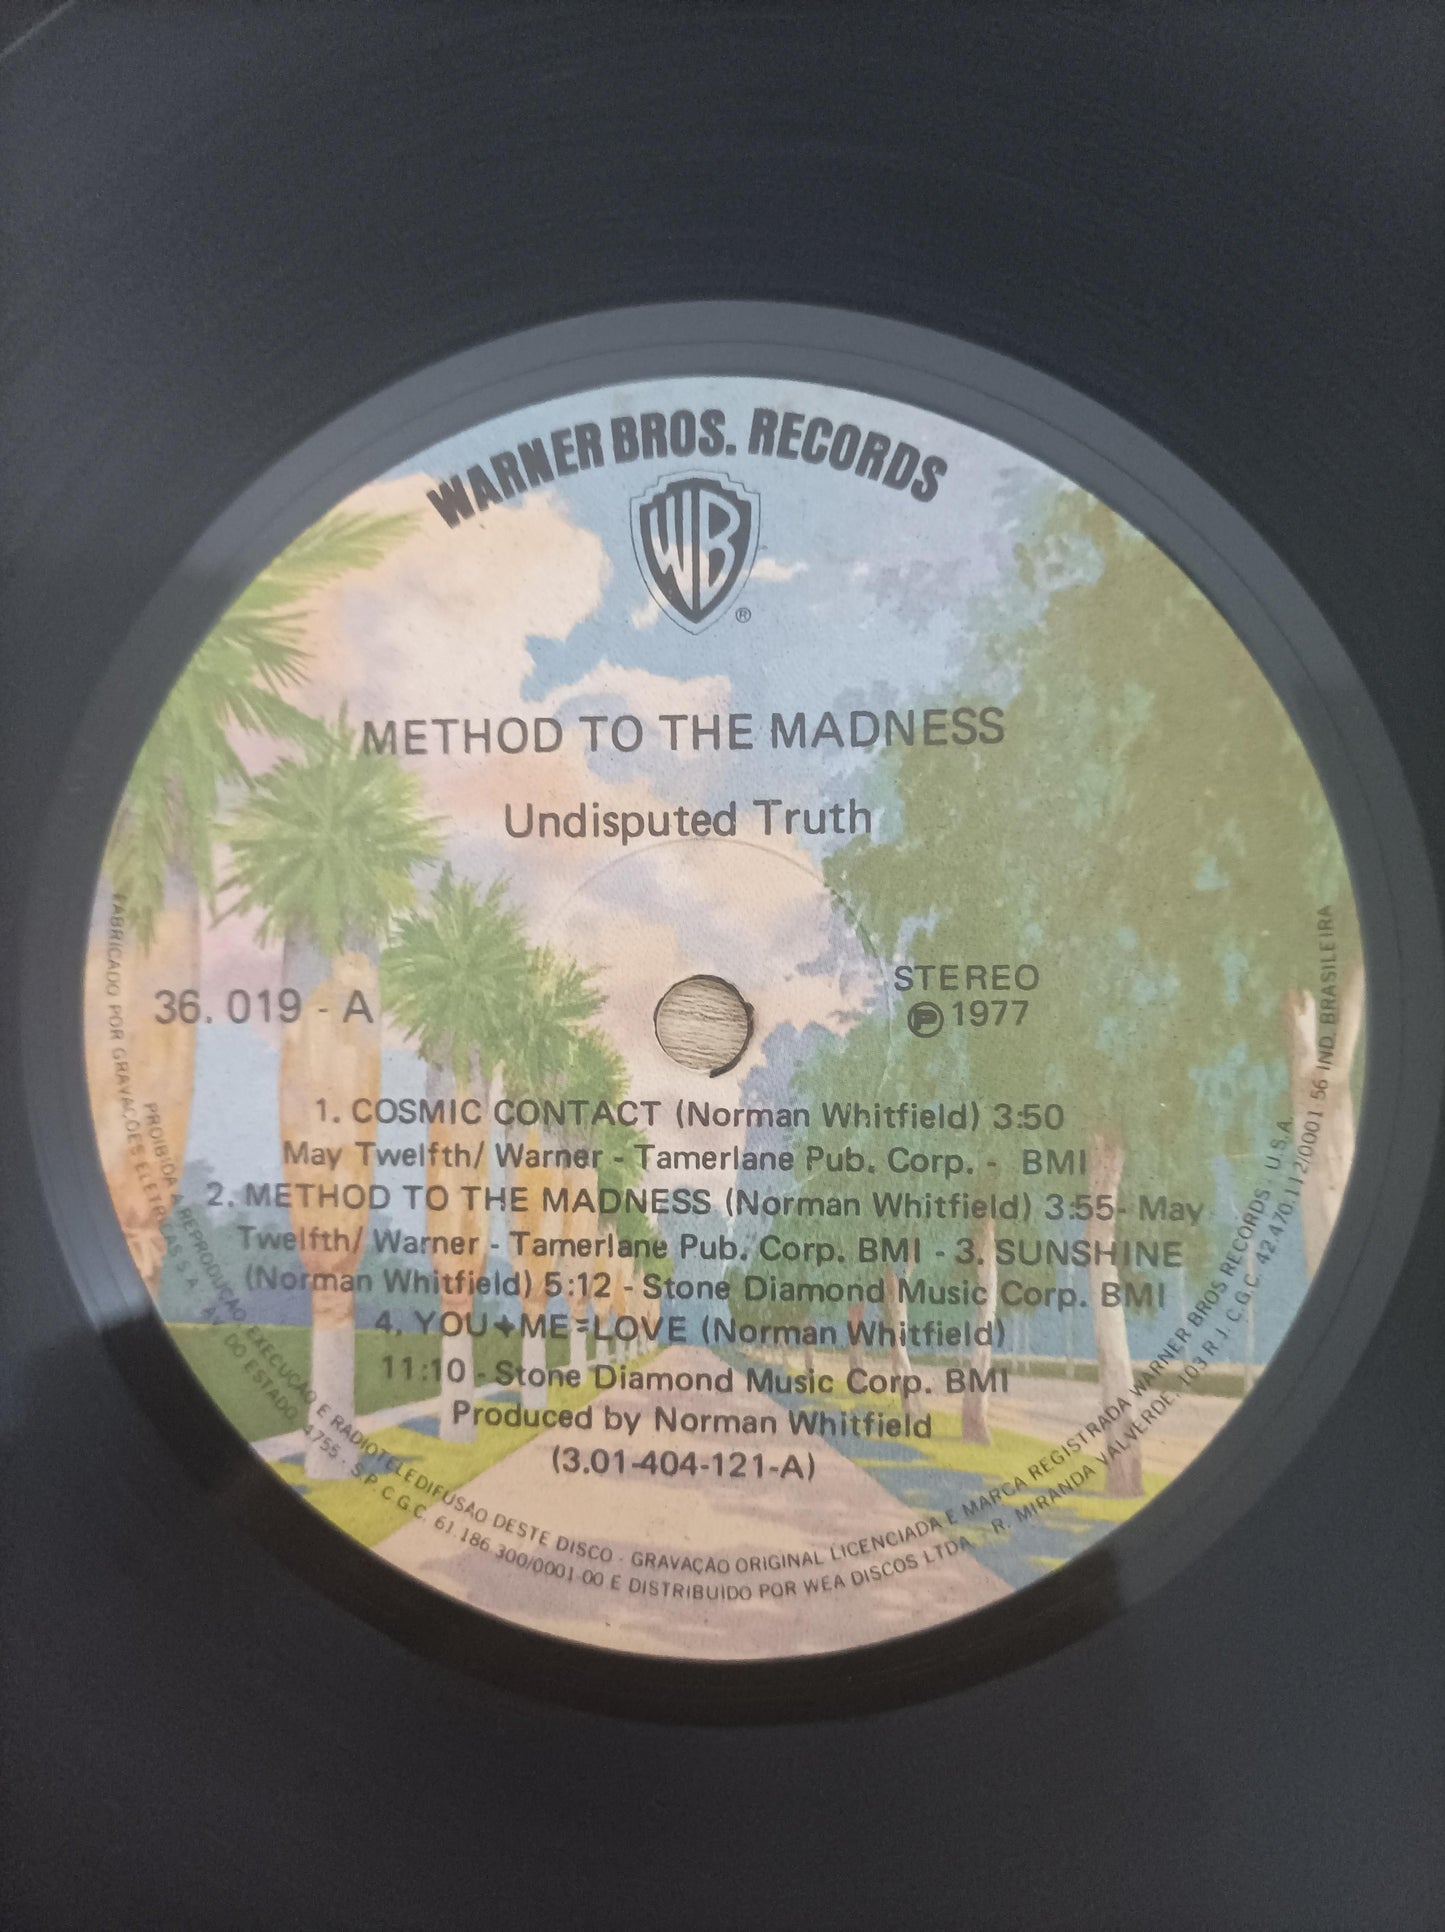 WARNER BROS. RECORDS
WB
®
METHOD TO THE MADNESS
Undisputed Truth
36.019 - A
STEREO
Ⓟ 1977
1. COSMIC CONTACT (Norman Whitfield) 3:50
May Twelfth/ Warner - Tamerlane Pub. Corp. - BMI
2. METHOD TO THE MADNESS (Norman Whitfield) 3:55- May
Twelfth/ Warner - Tamerlane Pub. Corp. BMI - 3. SUNSHINE
(Norman Whitfield) 5:12 - Stone Diamond Music Corp. BMI
4. YOU+ME=LOVE (Norman Whitfield)
11:10 - Stone Diamond Music Corp. BMI
Produced by Norman Whitfield
(3.01-404-121-A)
PROIBIDA A REPRODUÇÃO, EXECUÇÃO E RADIOTELEDIFUSÃO DESTE DISCO - GRAVAÇÃO ORIGINAL LICENCIADA E MARCA REGISTRADA WARNER BROS RECORDS - U.S.A.
FABRICADO POR GRAVAÇÕES ELÉTRICAS S.A. AV. DO ESTADO, 4755 - S.P. C.G.C. 61.186.300/0001-00 E DISTRIBUIDO POR WEA DISCOS LTDA. - R. MIRANDA VALVERDE, 103 R.J. C.G.C. 42.470.112/0001 56 IND. BRASILEIRA